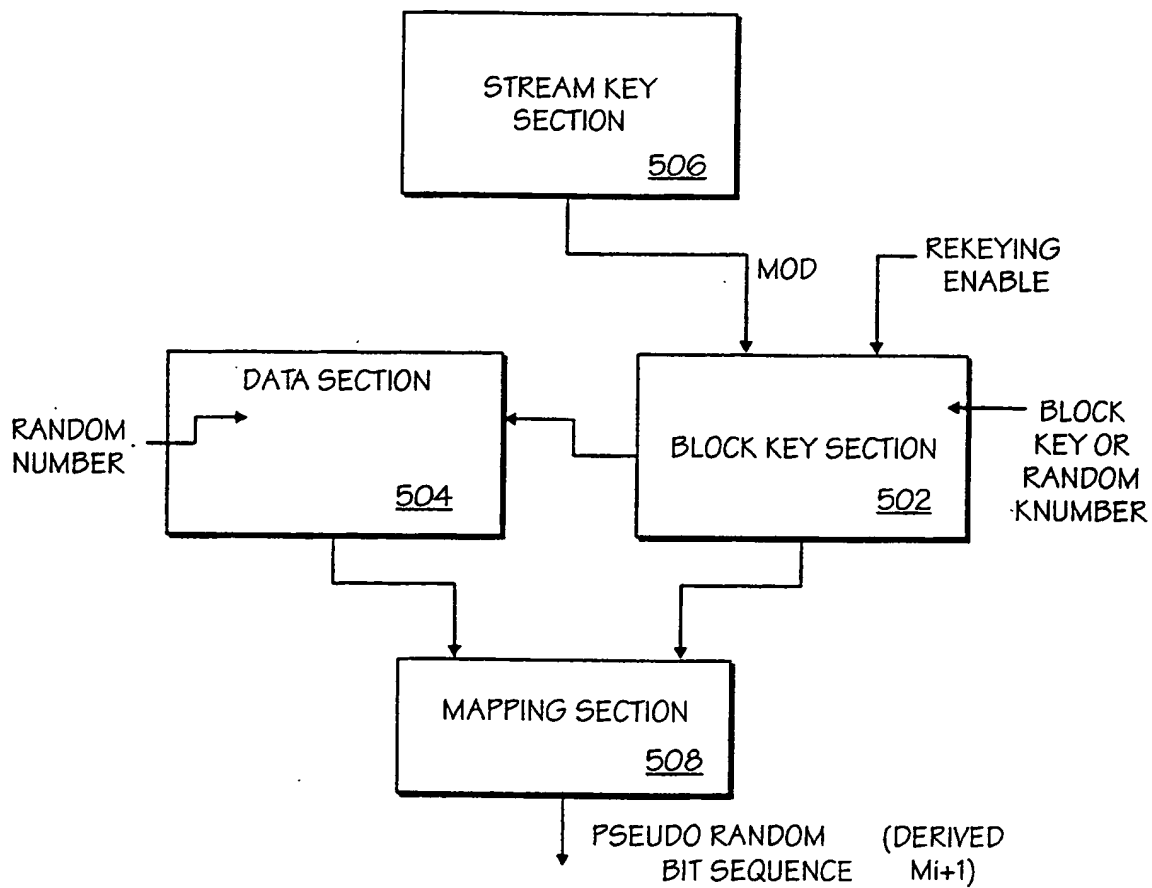 STREAM KEY
SECTION
506
MOD
REKEYING
ENABLE
DATA SECTION
504
RANDOM
NUMBER
BLOCK KEY SECTION
502
BLOCK
KEY OR
RANDOM
KNUMBER
MAPPING SECTION
508
PSEUDO RANDOM (DERIVED
BIT SEQUENCE Mi+1)